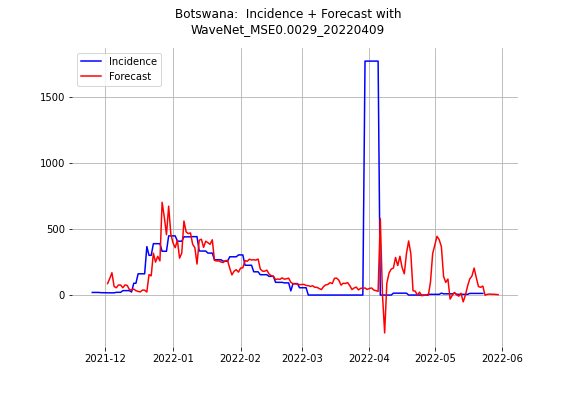 Botswana:  Incidence + Forecast with
WaveNet_MSE0.0029_20220409
Incidence
Forecast
1500
1000
500
0
2021-12 2022-01 2022-02 2022-03 2022-04 2022-05 2022-06